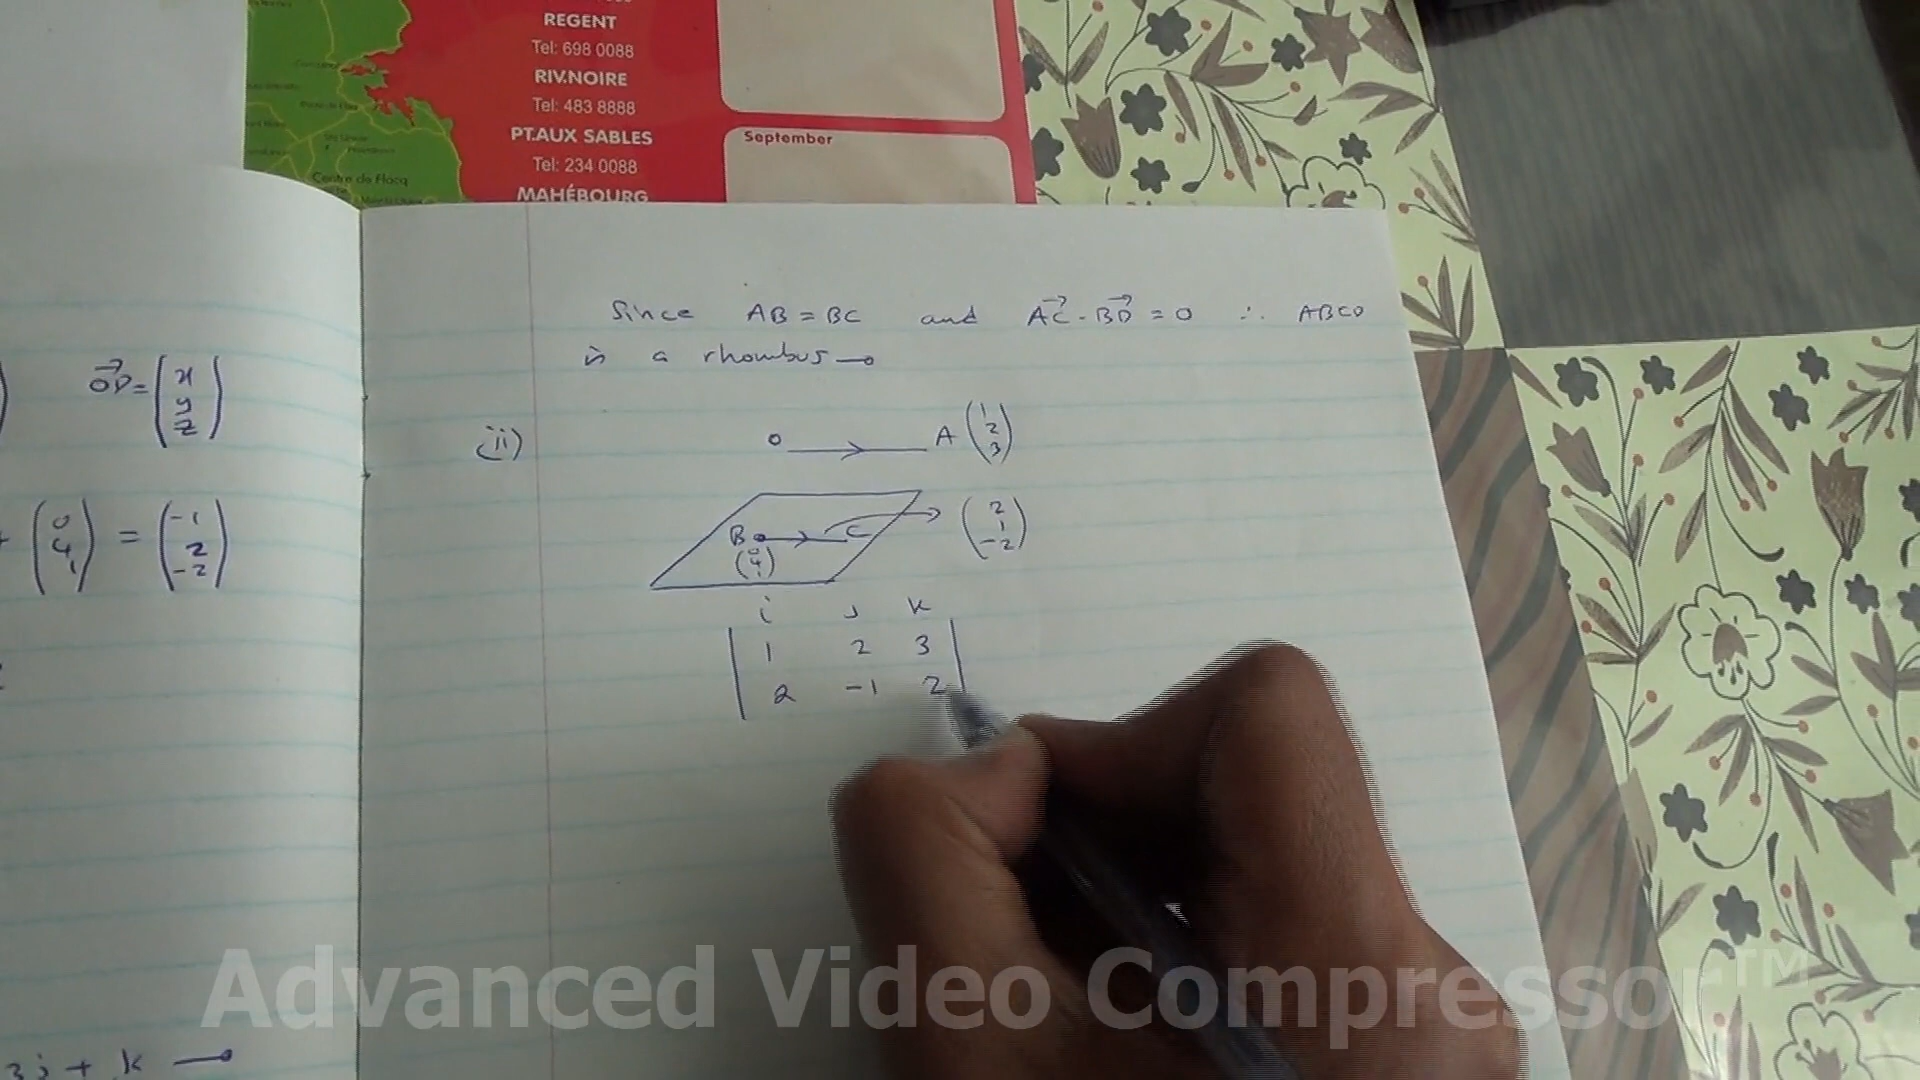 REGENT
Tel: 698 0088
RIV.NOIRE
Tel: 483 8888
PT.AUX SABLES
Tel: 234 0088
MAHÉBOURG
September
Centre de Flacq
OD = (x y z)
+ (0 4 1) = (-1 2 -2)
3j + k
Since AB = BC and AC . BD = 0 ∴ ABCD
is a rhombus
(ii)
O A (1 2 3)
B C (2 1 -2)
(0 4 1)
i j k
1 2 3
2 -1 2
Advanced Video Compressor™